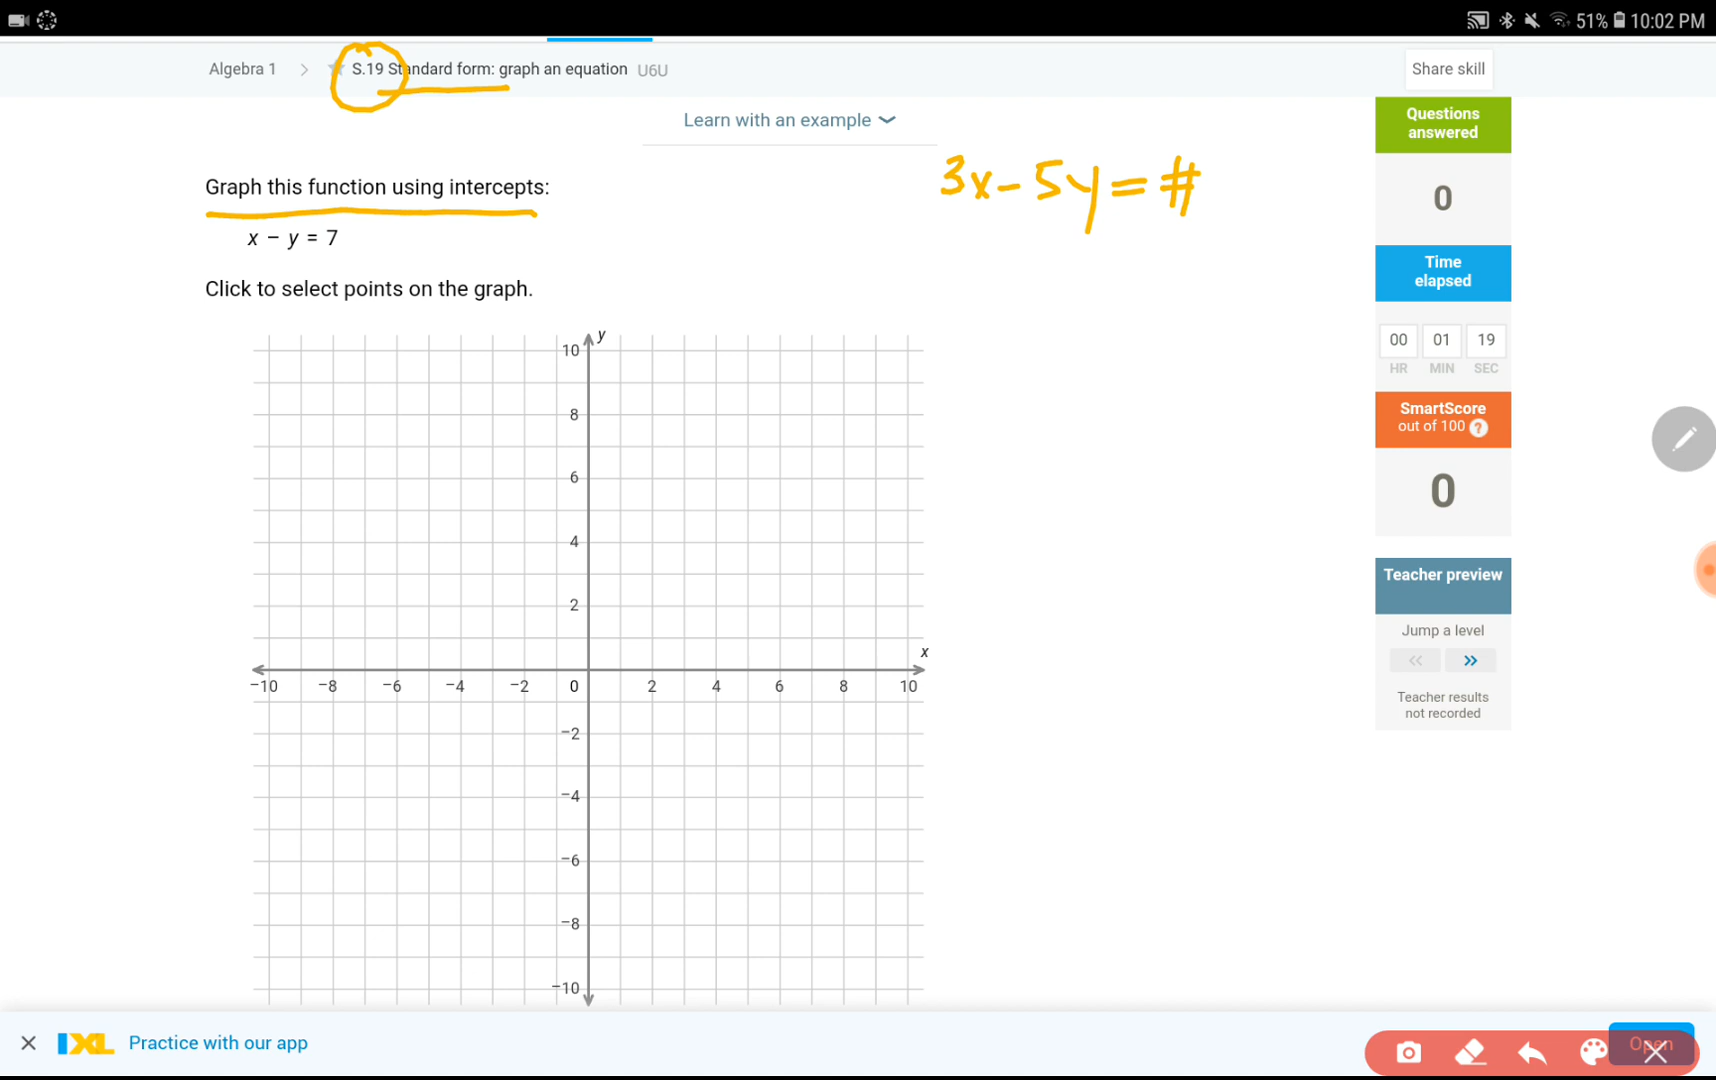 51% 10:02 PM
Algebra 1 > S.19 Standard form: graph an equation U6U
Share skill
Learn with an example
3x - 5y = #
Graph this function using intercepts:
x − y = 7
Click to select points on the graph.
Questions answered
0
Time elapsed
00 01 19
HR MIN SEC
SmartScore
out of 100 ?
0
Teacher preview
Jump a level
« »
Teacher results
not recorded
y
10
8
6
4
2
x
−10 −8 −6 −4 −2 0 2 4 6 8 10
−2
−4
−6
−8
−10
IXL Practice with our app
Open